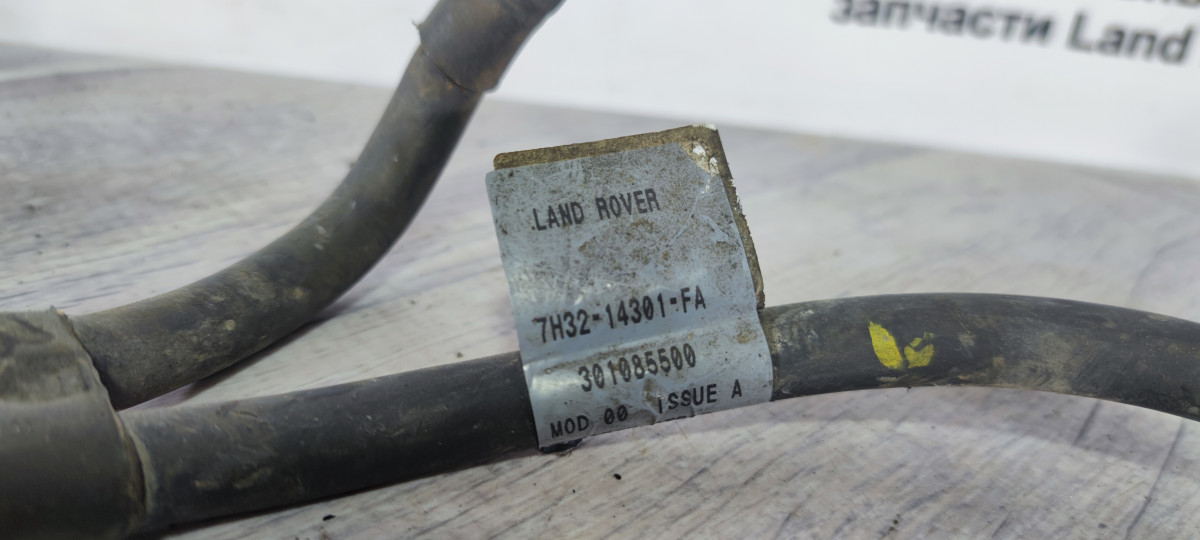 запчасти Land
LAND ROVER
7H32-14301-FA
301085500
MOD 00 ISSUE A